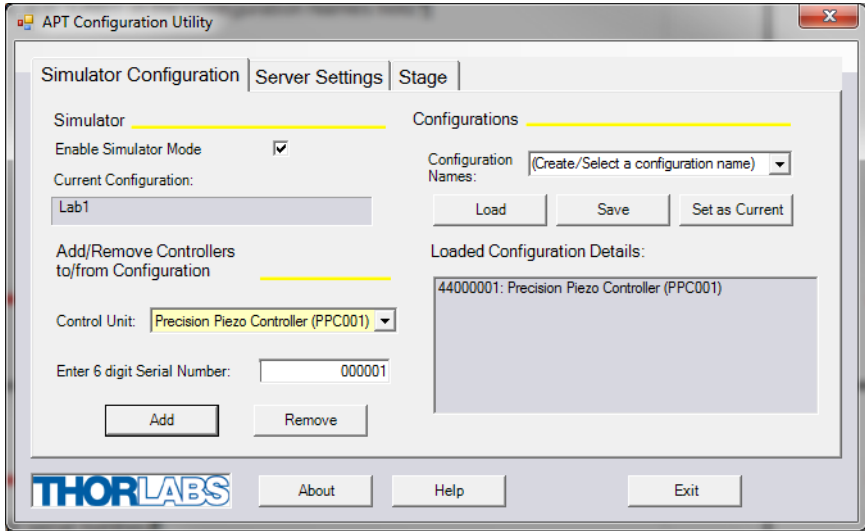 APT Configuration Utility
Simulator Configuration
Server Settings
Stage
Simulator
Enable Simulator Mode
Current Configuration:
Lab1
Add/Remove Controllers
to/from Configuration
Control Unit: Precision Piezo Controller (PPC001)
Enter 6 digit Serial Number: 000001
Add
Remove
Configurations
Configuration
Names:
(Create/Select a configuration name)
Load
Save
Set as Current
Loaded Configuration Details:
44000001: Precision Piezo Controller (PPC001)
THORLABS
About
Help
Exit